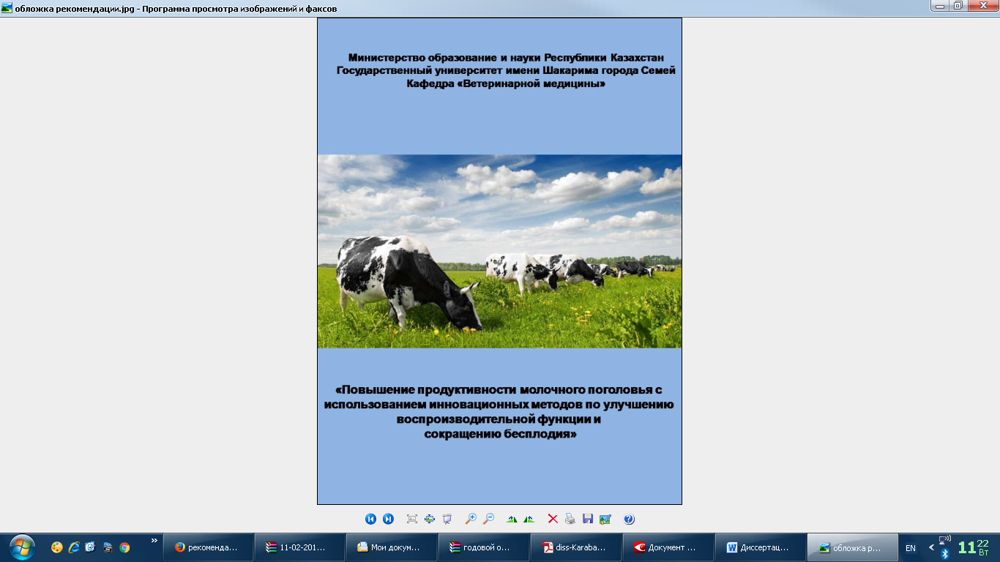 обложка рекомендации.jpg - Программа просмотра изображений и факсов
Министерство образование и науки Республики Казахстан
Государственный университет имени Шакарима города Семей
Кафедра «Ветеринарной медицины»
«Повышение продуктивности молочного поголовья с
использованием инновационных методов по улучшению
воспроизводительной функции и
сокращению бесплодия»
рекоменда... 11-02-201... Мои докум... годовой о... diss-Karaba... Документ ... Диссертац... обложка р... EN 11 22 Вт